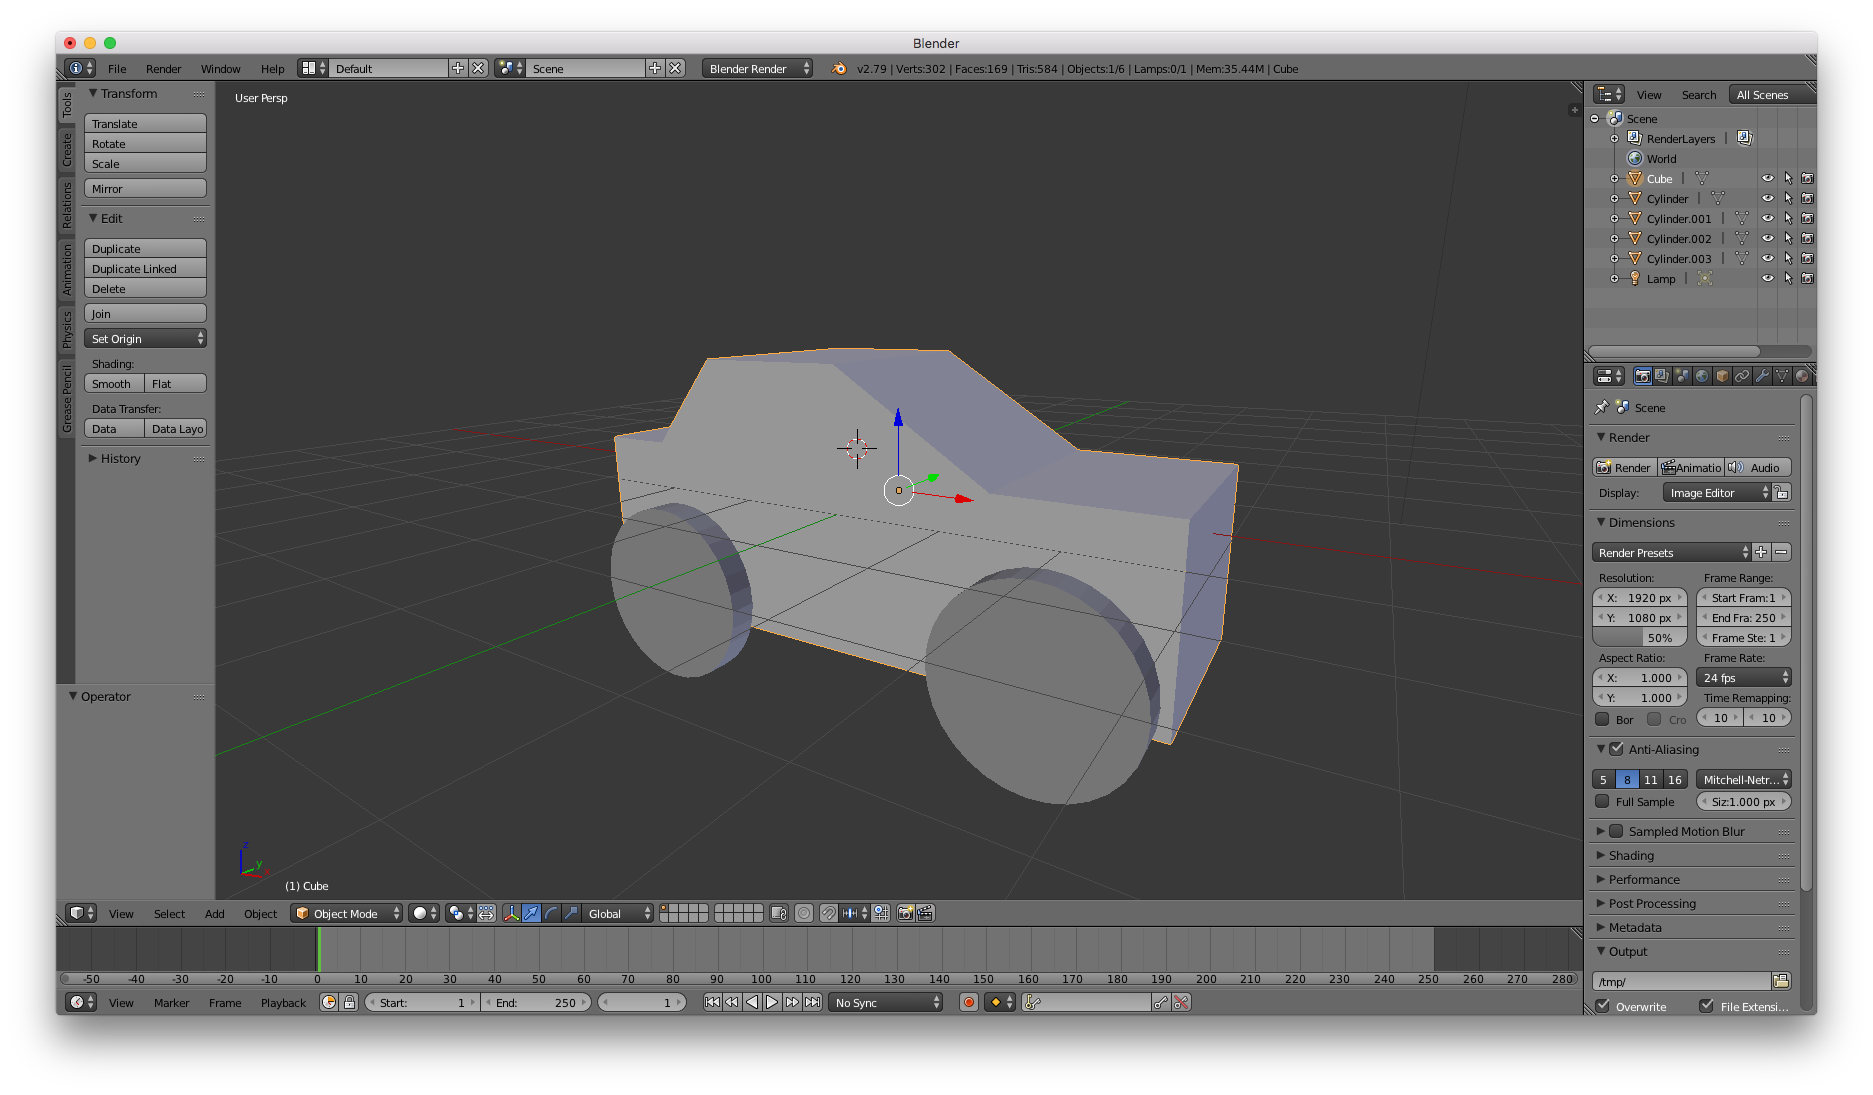 Blender
File Render Window Help Default Scene Blender Render v2.79 | Verts:302 | Faces:169 | Tris:584 | Objects:1/6 | Lamps:0/1 | Mem:35.44M | Cube
Tools
Create
Relations
Animation
Physics
Grease Pencil
Transform
Translate
Rotate
Scale
Mirror
Edit
Duplicate
Duplicate Linked
Delete
Join
Set Origin
Shading:
Smooth Flat
Data Transfer:
Data Data Layo
History
Operator
User Persp
z
y
x
(1) Cube
View Select Add Object Object Mode Global
-50 -40 -30 -20 -10 0 10 20 30 40 50 60 70 80 90 100 110 120 130 140 150 160 170 180 190 200 210 220 230 240 250 260 270 280
View Marker Frame Playback Start: 1 End: 250 1 No Sync
View Search All Scenes
Scene
RenderLayers |
World
Cube |
Cylinder |
Cylinder.001 |
Cylinder.002 |
Cylinder.003 |
Lamp |
Scene
Render
Render Animatio Audio
Display: Image Editor
Dimensions
Render Presets
Resolution: Frame Range:
X: 1920 px Start Fram:1
Y: 1080 px End Fra: 250
50% Frame Ste: 1
Aspect Ratio: Frame Rate:
X: 1.000 24 fps
Y: 1.000 Time Remapping:
Bor Cro 10 10
Anti-Aliasing
5 8 11 16 Mitchell-Netr...
Full Sample Siz:1.000 px
Sampled Motion Blur
Shading
Performance
Post Processing
Metadata
Output
/tmp/
Overwrite File Extensi...